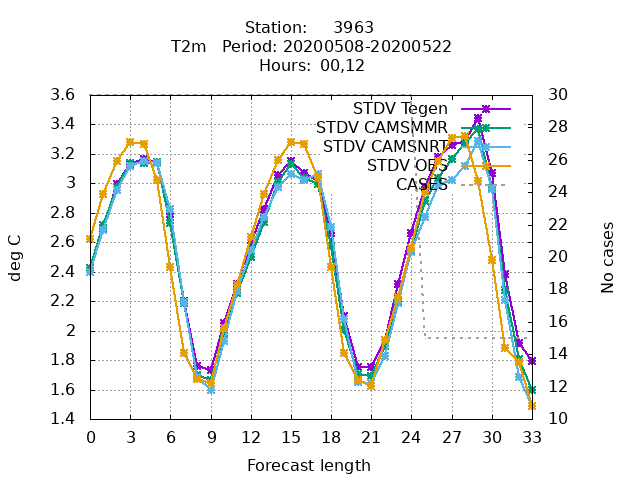 Station: 3963
T2m Period: 20200508-20200522
Hours: 00,12
STDV Tegen
STDV CAMSMMR
STDV CAMSNRT
STDV OFS
CASES
3.6
3.4
3.2
3
2.8
2.6
2.4
2.2
2
1.8
1.6
1.4
30
28
26
24
22
20
18
16
14
12
10
deg C
No cases
0 3 6 9 12 15 18 21 24 27 30 33
Forecast length